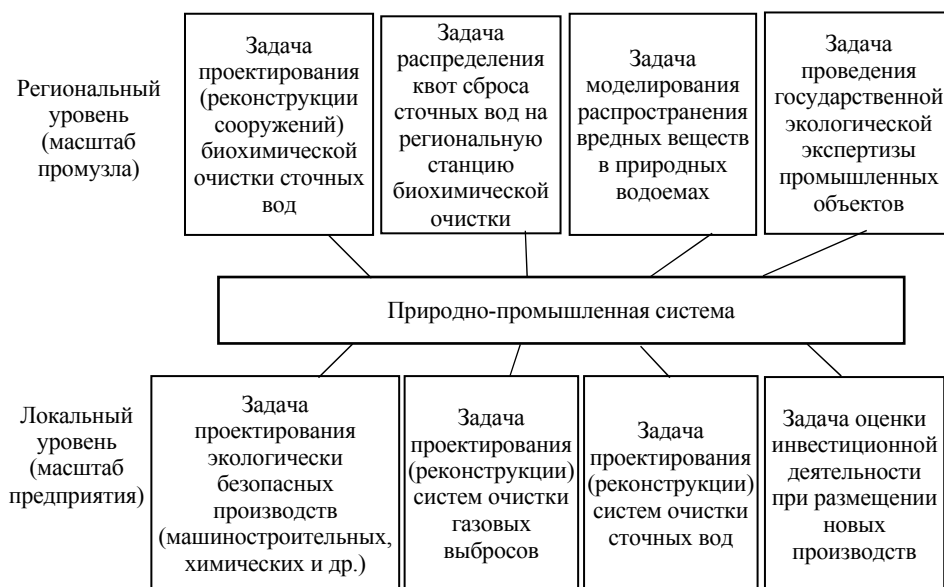 Региональный
уровень
(масштаб
промузла)
Задача
проектирования
(реконструкции
сооружений)
биохимической
очистки сточных
вод
Задача
распределения
квот сброса
сточных вод на
региональную
станцию
биохимической
очистки
Задача
моделирования
распространения
вредных веществ
в природных
водоемах
Задача
проведения
государственной
экологической
экспертизы
промышленных
объектов
Природно-промышленная система
Локальный
уровень
(масштаб
предприятия)
Задача
проектирования
экологически
безопасных
производств
(машиностроительных,
химических и др.)
Задача
проектирования
(реконструкции)
систем очистки
газовых
выбросов
Задача
проектирования
(реконструкции)
систем очистки
сточных вод
Задача оценки
инвестиционной
деятельности
при размещении
новых
производств